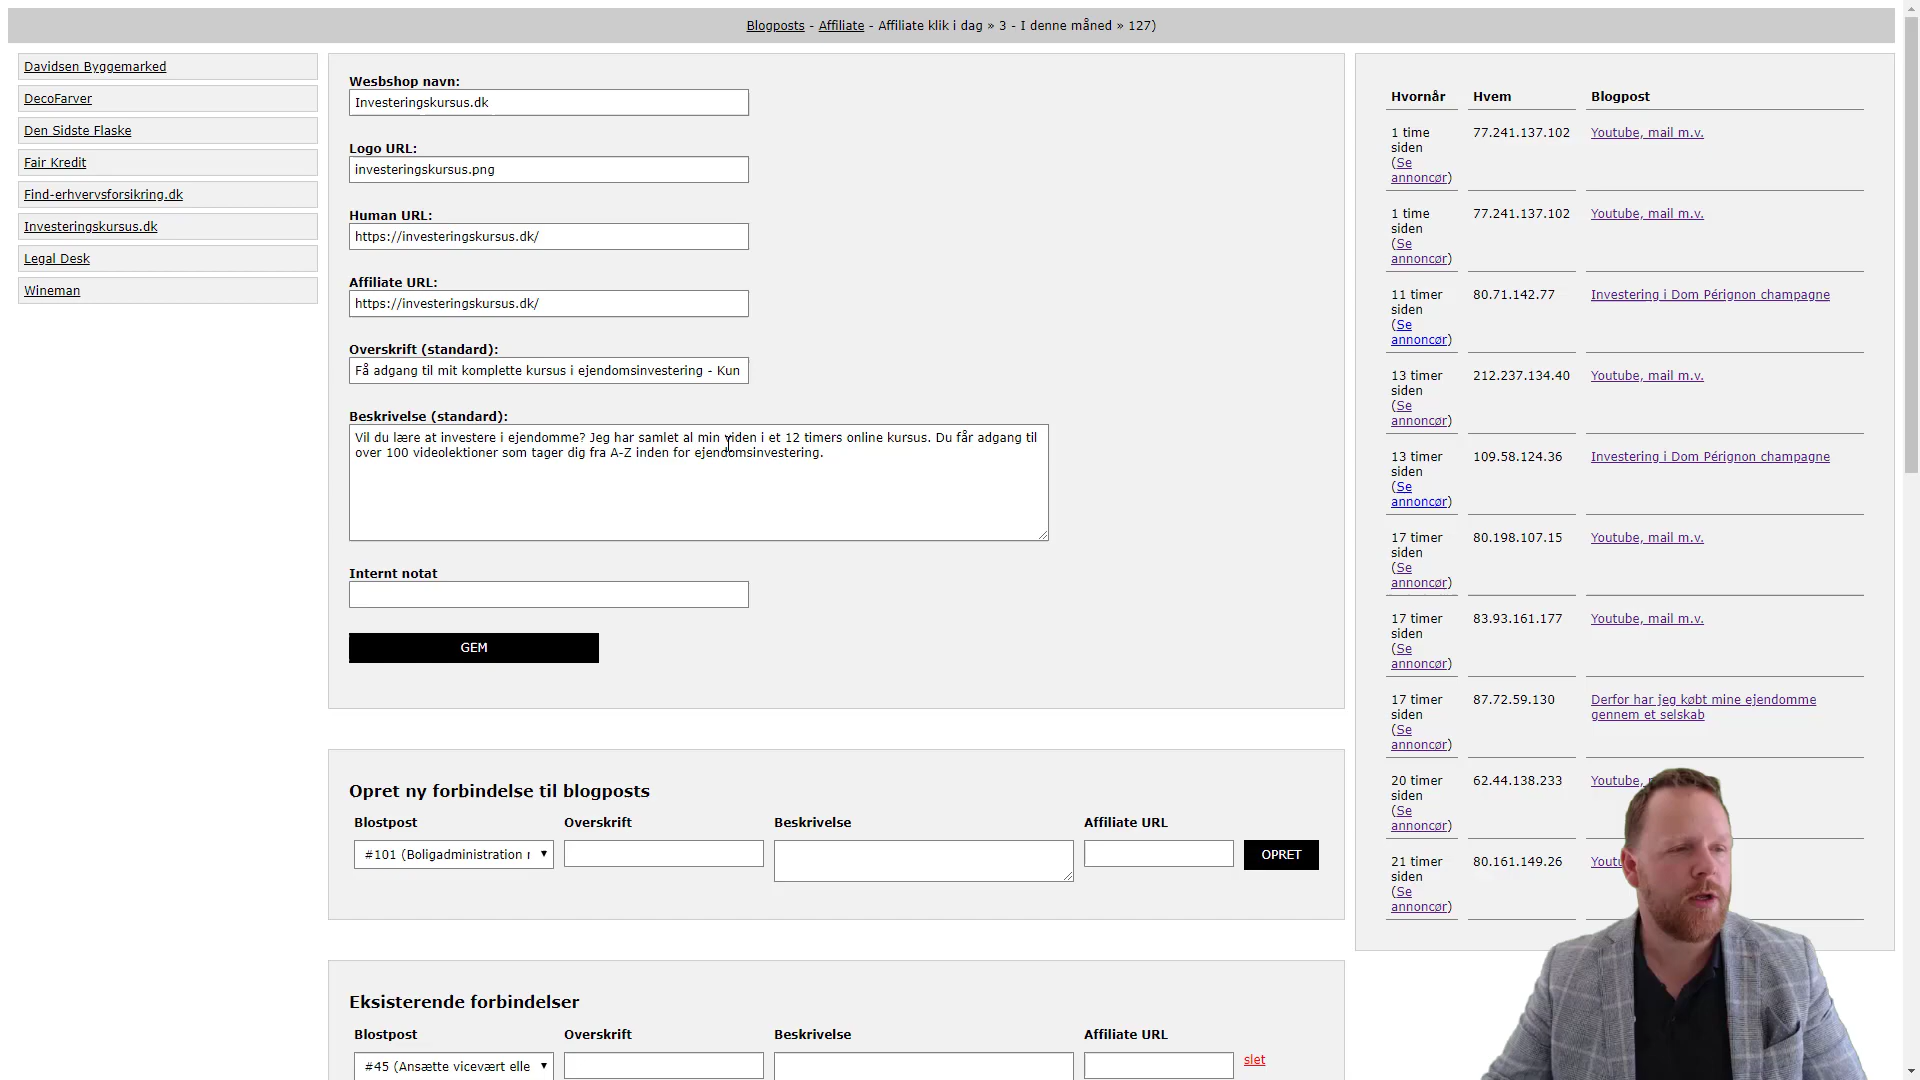 Blogposts - Affiliate - Affiliate klik i dag » 3 - I denne måned » 127)
Davidsen Byggemarked
DecoFarver
Den Sidste Flaske
Fair Kredit
Find-erhvervsforsikring.dk
Investeringskursus.dk
Legal Desk
Wineman
Wesbshop navn:
Investeringskursus.dk
Logo URL:
investeringskursus.png
Human URL:
https://investeringskursus.dk/
Affiliate URL:
https://investeringskursus.dk/
Overskrift (standard):
Få adgang til mit komplette kursus i ejendomsinvestering - Kun
Beskrivelse (standard):
Vil du lære at investere i ejendomme? Jeg har samlet al min viden i et 12 timers online kursus. Du får adgang til
over 100 videolektioner som tager dig fra A-Z inden for ejendomsinvestering.
Internt notat
GEM
Opret ny forbindelse til blogposts
Blostpost Overskrift Beskrivelse Affiliate URL
#101 (Boligadministration
OPRET
Eksisterende forbindelser
Blostpost Overskrift Beskrivelse Affiliate URL
#45 (Ansætte vicevært elle
slet
Hvornår Hvem Blogpost
1 time 77.241.137.102 Youtube, mail m.v.
siden
(Se
annoncør)
1 time 77.241.137.102 Youtube, mail m.v.
siden
(Se
annoncør)
11 timer 80.71.142.77 Investering i Dom Pérignon champagne
siden
(Se
annoncør)
13 timer 212.237.134.40 Youtube, mail m.v.
siden
(Se
annoncør)
13 timer 109.58.124.36 Investering i Dom Pérignon champagne
siden
(Se
annoncør)
17 timer 80.198.107.15 Youtube, mail m.v.
siden
(Se
annoncør)
17 timer 83.93.161.177 Youtube, mail m.v.
siden
(Se
annoncør)
17 timer 87.72.59.130 Derfor har jeg købt mine ejendomme
siden gennem et selskab
(Se
annoncør)
20 timer 62.44.138.233 Youtube,
siden
(Se
annoncør)
21 timer 80.161.149.26
siden
(Se
annoncør)